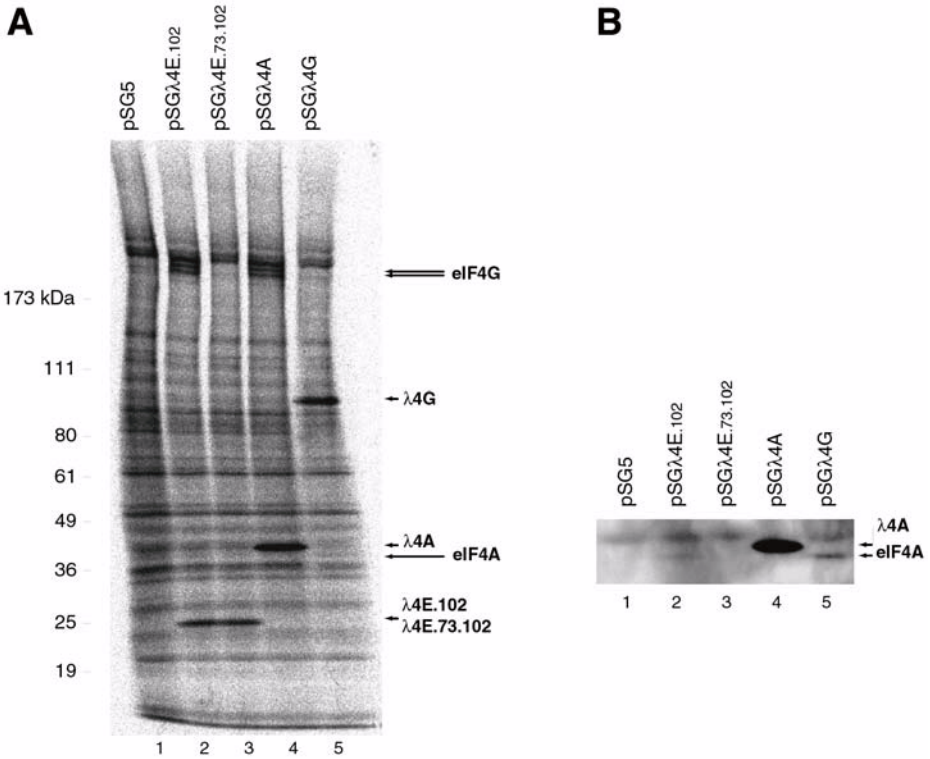 A
pSG5
pSGλ4E.102
pSGλ4E.73.102
pSGλ4A
pSGλ4G
173 kDa
111
80
61
49
36
25
19
eIF4G
λ4G
λ4A
eIF4A
λ4E.102
λ4E.73.102
1 2 3 4 5
B
pSG5
pSGλ4E.102
pSGλ4E.73.102
pSGλ4A
pSGλ4G
λ4A
eIF4A
1 2 3 4 5